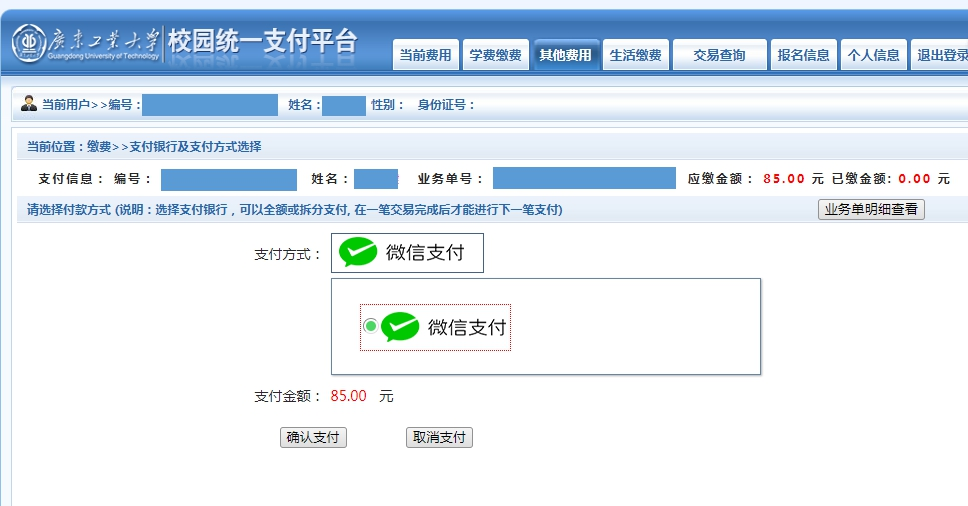 广东工业大学
Guangdong University of Technology
校园统一支付平台
当前费用 学费缴费 其他费用 生活缴费 交易查询 报名信息 个人信息 退出登录
当前用户>>编号： 姓名： 性别： 身份证号：
当前位置：缴费>>支付银行及支付方式选择
支付信息： 编号： 姓名： 业务单号： 应缴金额： 85.00 元 已缴金额: 0.00 元
请选择付款方式 (说明：选择支付银行，可以全额或拆分支付, 在一笔交易完成后才能进行下一笔支付) 业务单明细查看
支付方式： 微信支付
微信支付
支付金额： 85.00 元
确认支付 取消支付